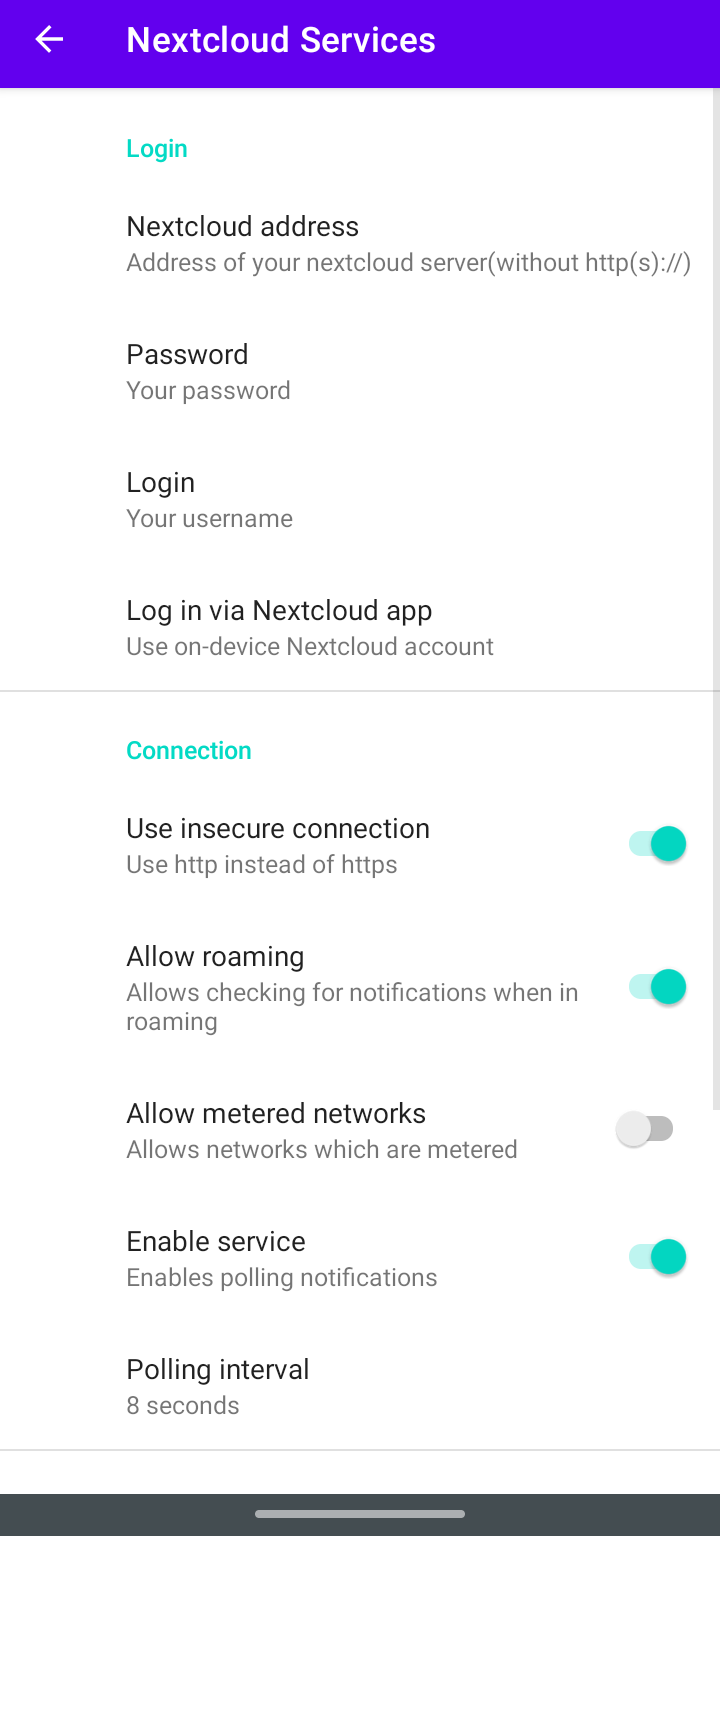 Nextcloud Services
Login
Nextcloud address
Address of your nextcloud server(without http(s)://)
Password
Your password
Login
Your username
Log in via Nextcloud app
Use on-device Nextcloud account
Connection
Use insecure connection
Use http instead of https
Allow roaming
Allows checking for notifications when in
roaming
Allow metered networks
Allows networks which are metered
Enable service
Enables polling notifications
Polling interval
8 seconds